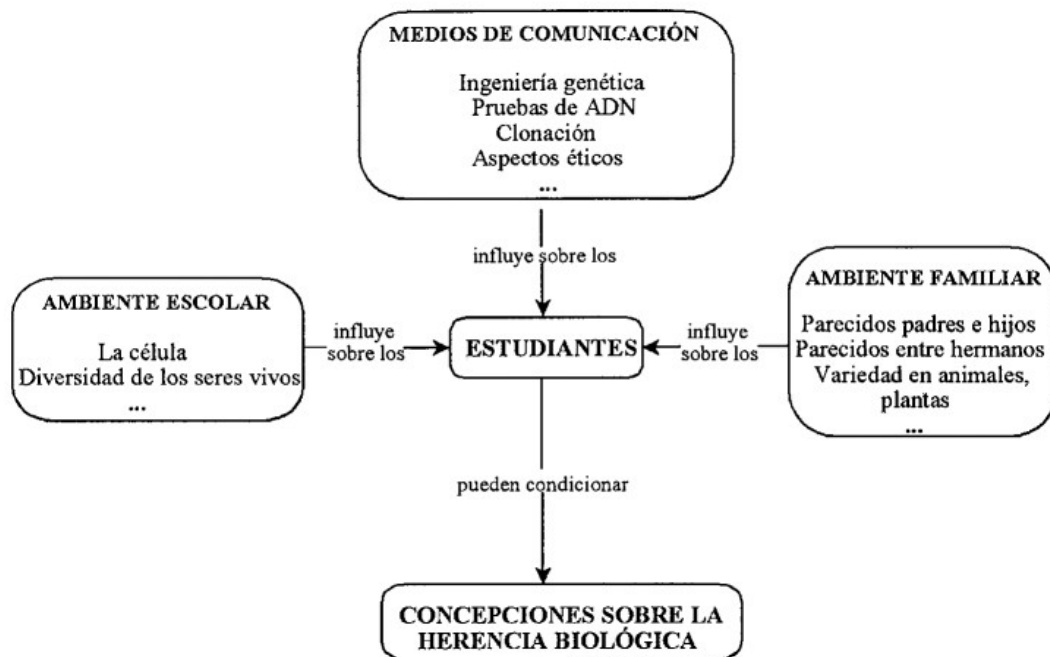 MEDIOS DE COMUNICACIÓN
Ingeniería genética
Pruebas de ADN
Clonación
Aspectos éticos
...
influye sobre los
AMBIENTE ESCOLAR
La célula
Diversidad de los seres vivos
...
influye
sobre los
ESTUDIANTES
influye
sobre los
AMBIENTE FAMILIAR
Parecidos padres e hijos
Parecidos entre hermanos
Variedad en animales,
plantas
...
pueden condicionar
CONCEPCIONES SOBRE LA
HERENCIA BIOLÓGICA